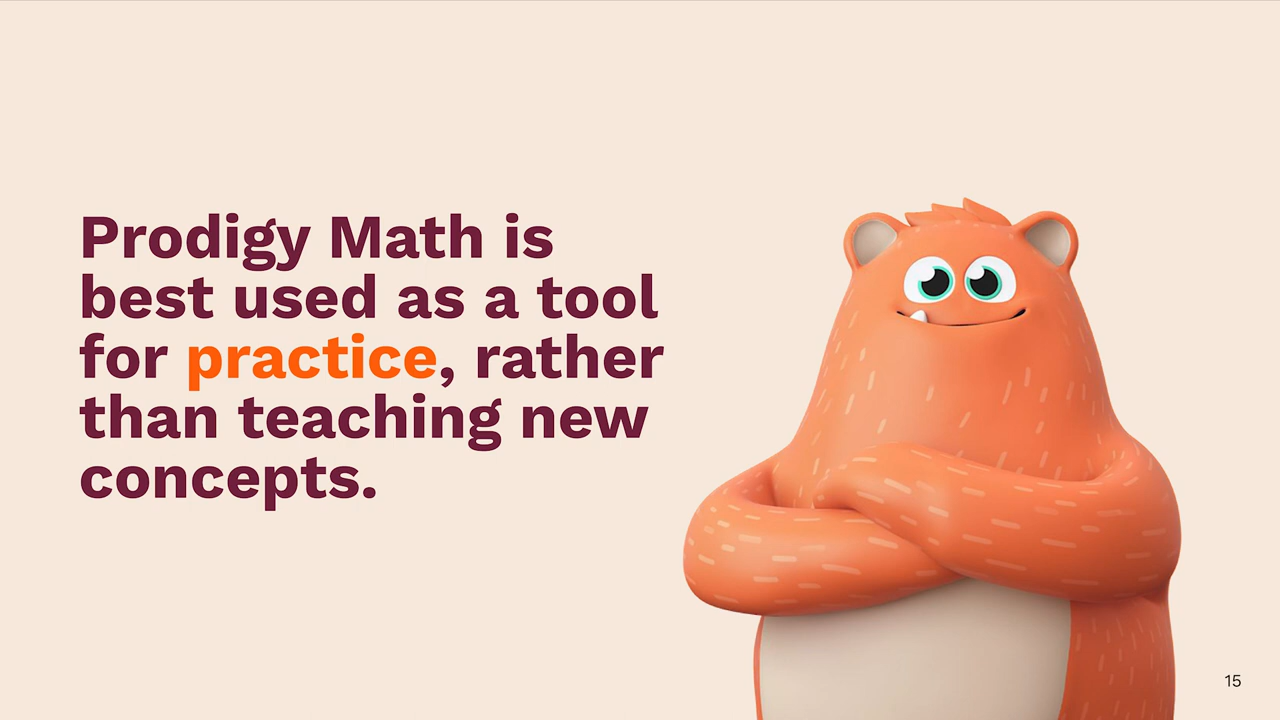 Prodigy Math is
best used as a tool
for practice, rather
than teaching new
concepts.
15